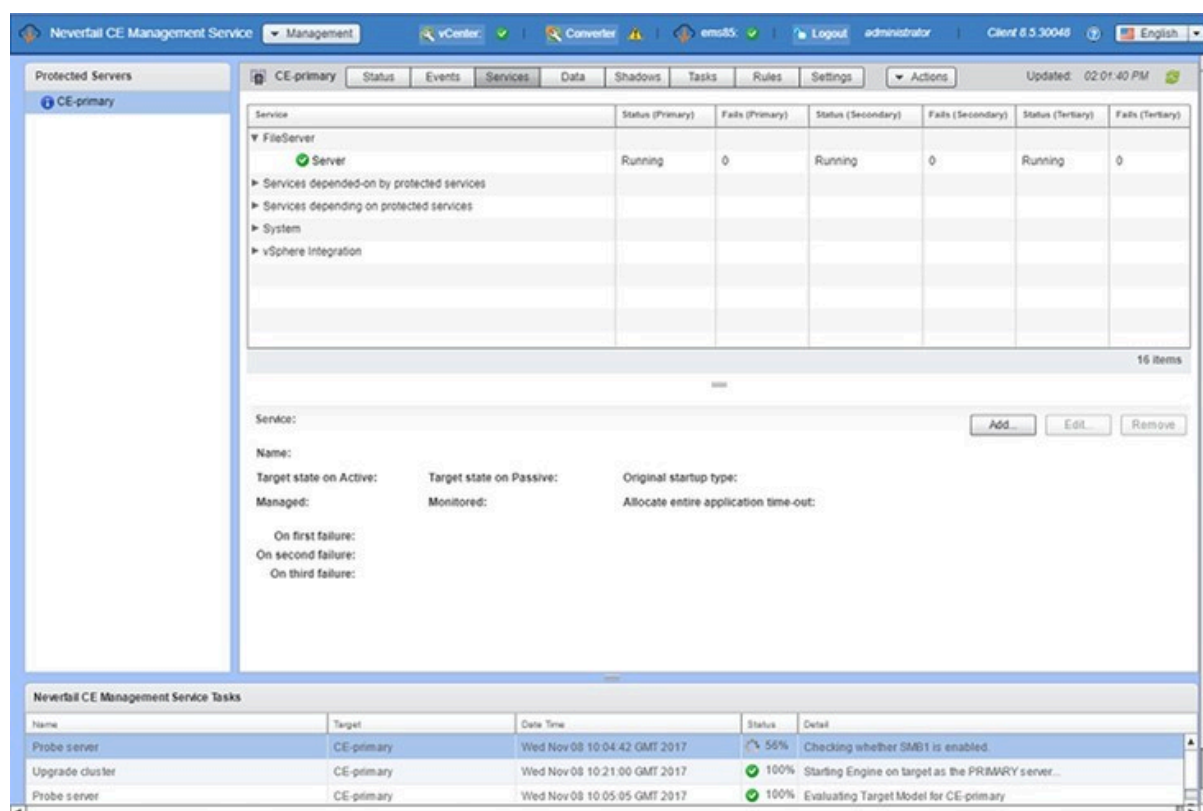 Neverfail CE Management Service Management vCenter: Converter ems85: Logout administrator Client 8.5.30048 English
Protected Servers
CE-primary
CE-primary Status Events Services Data Shadows Tasks Rules Settings Actions Updated: 02:01:40 PM
Service Status (Primary) Fails (Primary) Status (Secondary) Fails (Secondary) Status (Tertiary) Fails (Tertiary)
FileServer
Server Running 0 Running 0 Running 0
Services depended-on by protected services
Services depending on protected services
System
vSphere Integration
16 items
Service: Add... Edit... Remove
Name:
Target state on Active: Target state on Passive: Original startup type:
Managed: Monitored: Allocate entire application time-out:
On first failure:
On second failure:
On third failure:
Neverfail CE Management Service Tasks
Name Target Date Time Status Detail
Probe server CE-primary Wed Nov 08 10:04:42 GMT 2017 56% Checking whether SMB1 is enabled.
Upgrade cluster CE-primary Wed Nov 08 10:21:00 GMT 2017 100% Starting Engine on target as the PRIMARY server...
Probe server CE-primary Wed Nov 08 10:05:05 GMT 2017 100% Evaluating Target Model for CE-primary